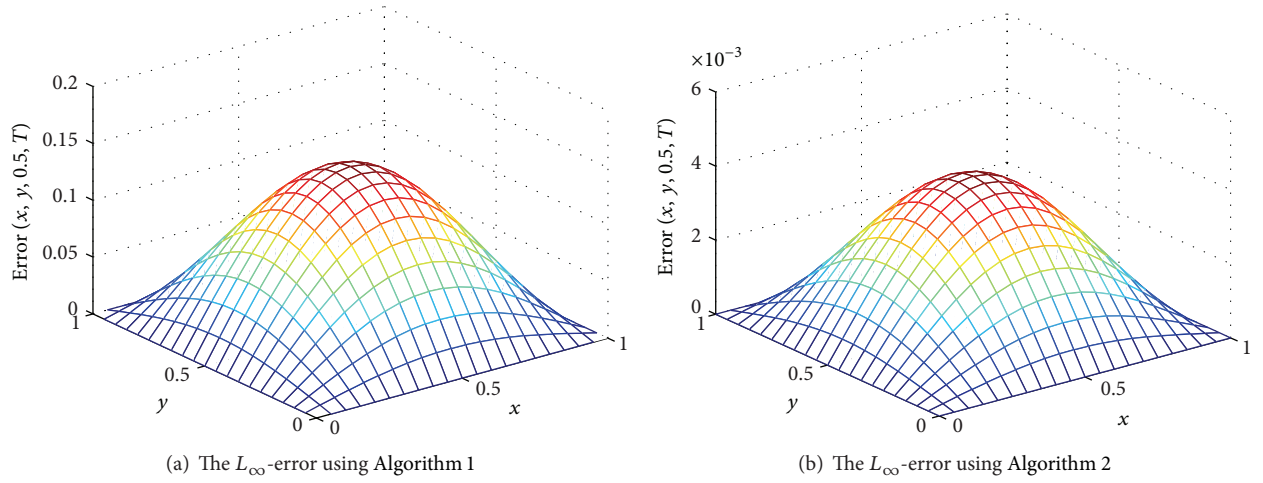 0.2
0.15
0.1
0.05
0
Error (x, y, 0.5, T)
1
0.5
0
y
0
0.5
1
x
(a) The L∞-error using Algorithm 1
×10−3
6
4
2
0
Error (x, y, 0.5, T)
1
0.5
0
y
0
0.5
1
x
(b) The L∞-error using Algorithm 2